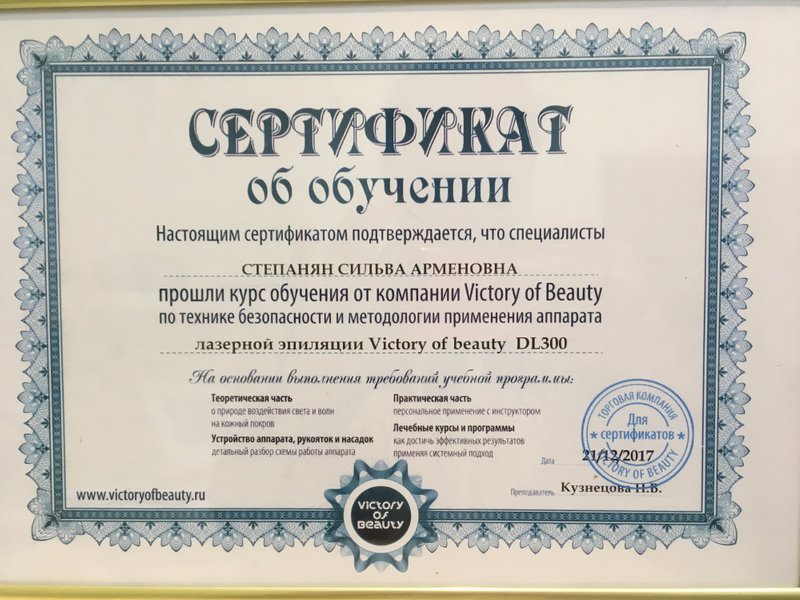 СЕРТИФИКАТ
об обучении
Настоящим сертификатом подтверждается, что специалисты
СТЕПАНЯН СИЛЬВА АРМЕНОВНА
прошли курс обучения от компании Victory of Beauty
по технике безопасности и методологии применения аппарата
лазерной эпиляции Victory of beauty DL300
На основании выполнения требований учебной программы:
Теоретическая часть
о природе воздействия света и волн
на кожный покров
Устройство аппарата, рукояток и насадок
детальный разбор схемы работы аппарата
Практическая часть
персональное применение с инструктором
Лечебные курсы и программы
как достичь эффективных результатов
применяя системный подход
ТОРГОВАЯ КОМПАНИЯ
Для
сертификатов
VICTORY OF BEAUTY
Дата 21/12/2017
Преподаватель Кузнецова Н.В.
www.victoryofbeauty.ru
victory
of
Beauty